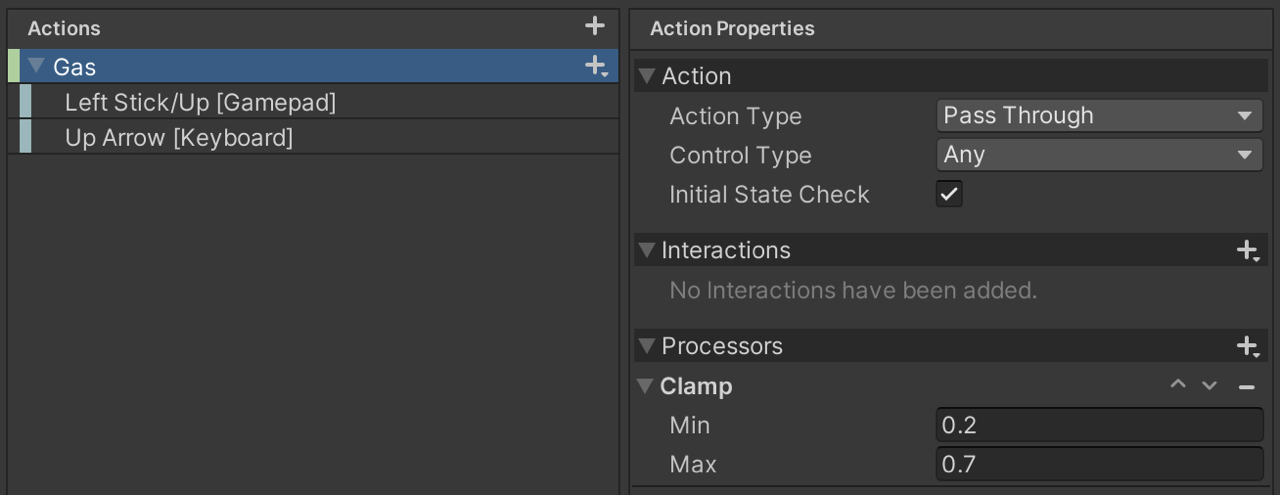 Actions
Gas
Left Stick/Up [Gamepad]
Up Arrow [Keyboard]
Action Properties
Action
Action Type Pass Through
Control Type Any
Initial State Check
Interactions
No Interactions have been added.
Processors
Clamp
Min 0.2
Max 0.7